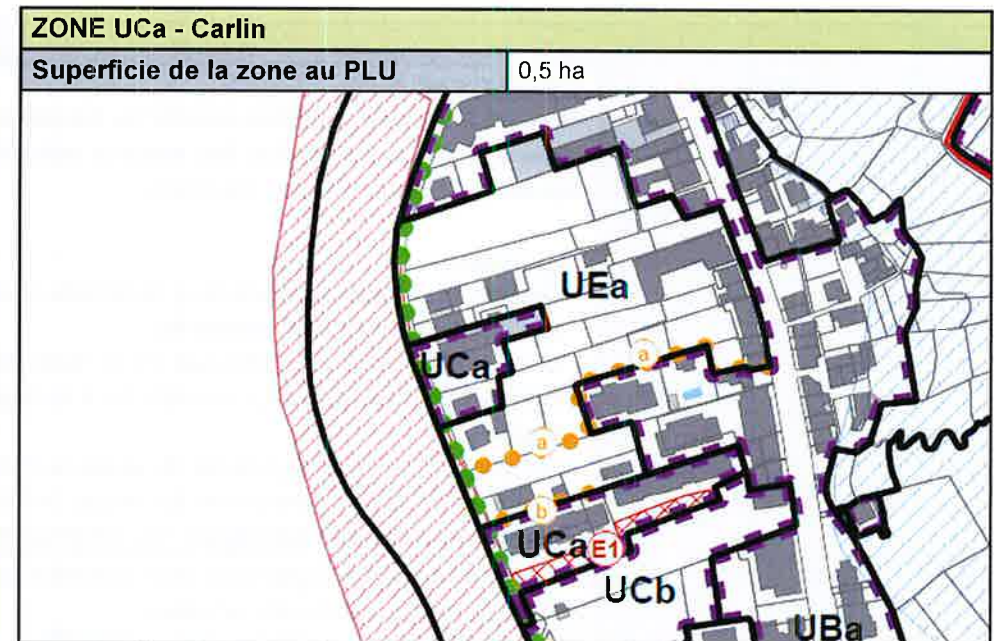 ZONE UCa - Carlin
Superficie de la zone au PLU 0,5 ha
UEa
a
UCa
a
b
UCa E1
UCb
UBa